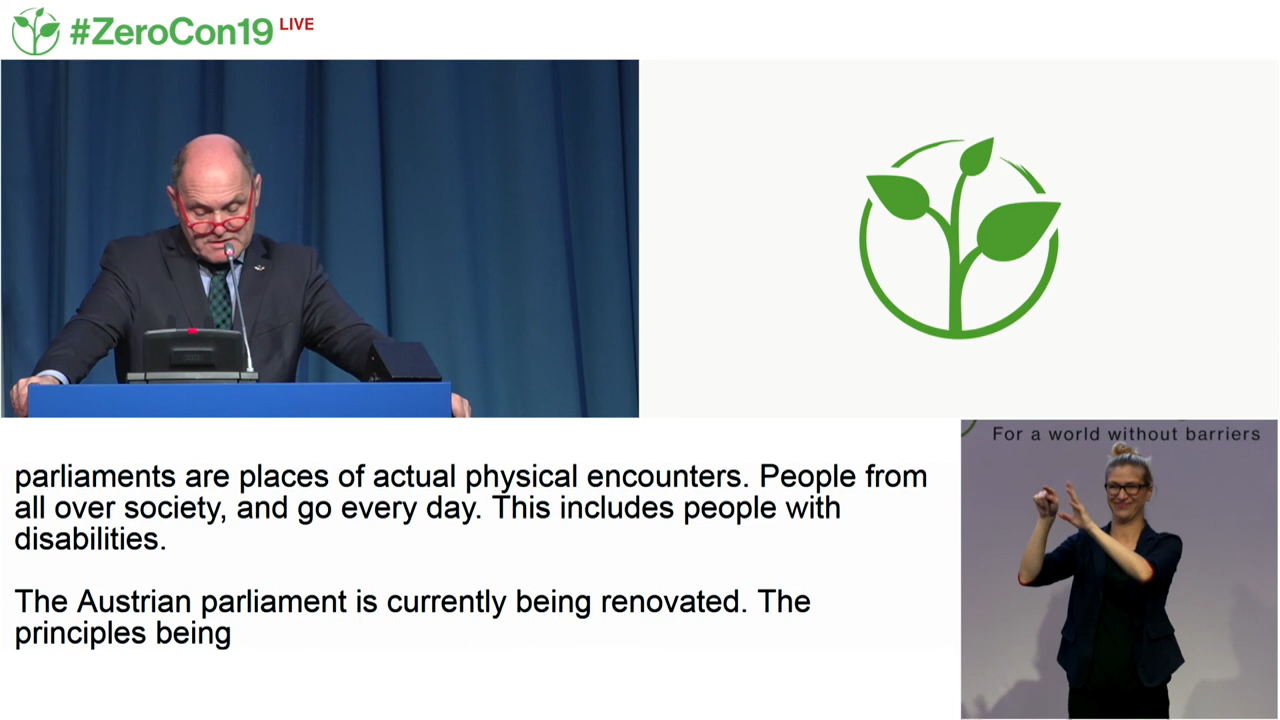 #ZeroCon19 LIVE
For a world without barriers
parliaments are places of actual physical encounters. People from
all over society, and go every day. This includes people with
disabilities.
The Austrian parliament is currently being renovated. The
principles being